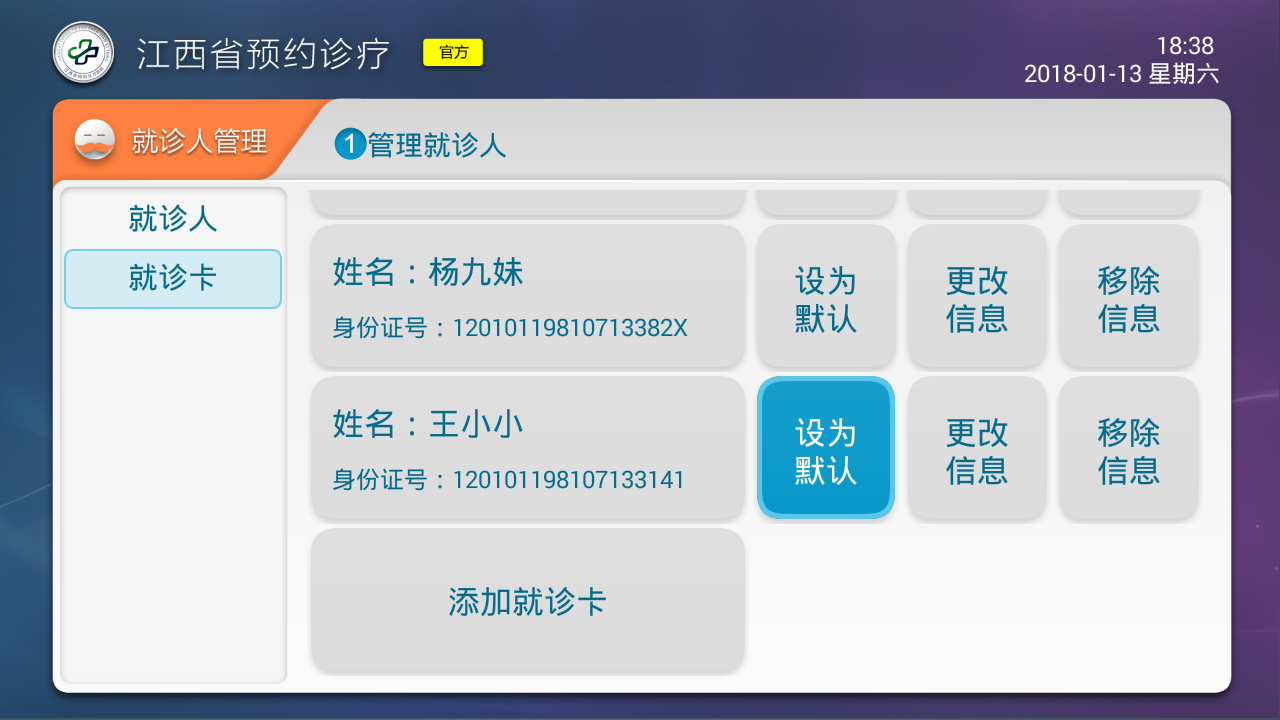 江西省预约诊疗
官方
18:38
2018-01-13 星期六
就诊人管理
1管理就诊人
就诊人
就诊卡
姓名：杨九妹
身份证号：12010119810713382X
设为
默认
更改
信息
移除
信息
姓名：王小小
身份证号：120101198107133141
设为
默认
更改
信息
移除
信息
添加就诊卡